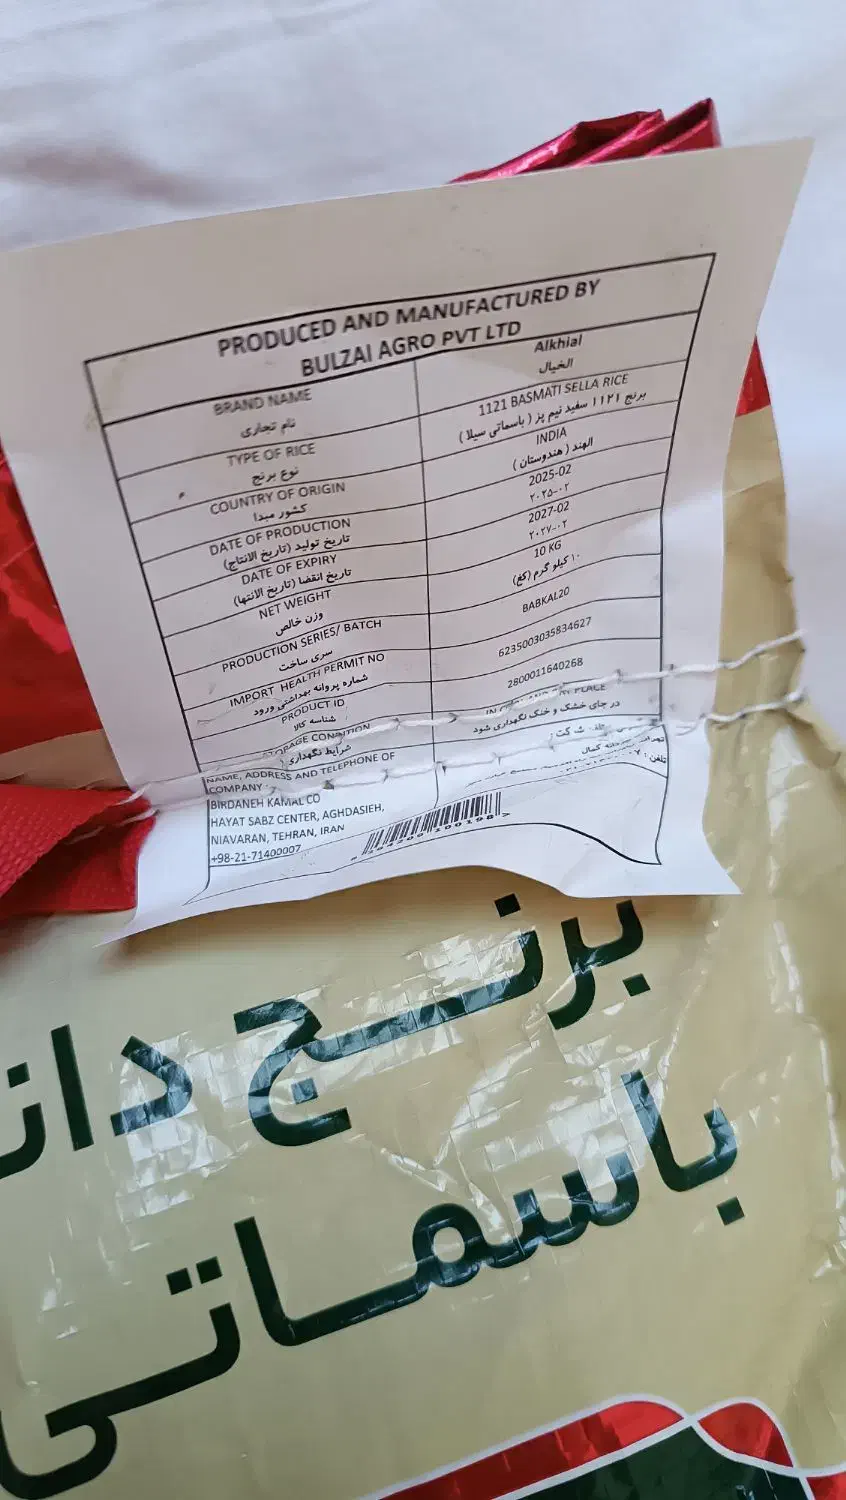 PRODUCED AND MANUFACTURED BY
BULZAI AGRO PVT LTD
BRAND NAME
نام تجاری
Alkhial
الخیال
TYPE OF RICE
نوع برنج
1121 BASMATI SELLA RICE
برنج ۱۱۲۱ سفید نیم پز ( باسماتی سیلا )
COUNTRY OF ORIGIN
کشور مبدا
INDIA
الهند ( هندوستان )
DATE OF PRODUCTION
تاریخ تولید (تاریخ الانتاج)
2025-02
۲۰۲۵-۰۲
DATE OF EXPIRY
تاریخ انقضا (تاریخ الانتها)
2027-02
۲۰۲۷-۰۲
NET WEIGHT
وزن خالص
10 KG
۱۰ کیلو گرم (کغ)
PRODUCTION SERIES/ BATCH
سری ساخت
BABKAL20
IMPORT HEALTH PERMIT NO
شماره پروانه بهداشتی ورود
6235003035834627
PRODUCT ID
شناسه کالا
2800011640268
STORAGE CONDITION
شرایط نگهداری
PLACE
در جای خشک و خنک نگهداری شود
NAME, ADDRESS AND TELEPHONE OF
COMPANY
BIRDANEH KAMAL CO
HAYAT SABZ CENTER, AGHDASIEH,
NIAVARAN, TEHRAN, IRAN
+98-21-71400007
شرکت :
کمال
تلفن :
برنج
باسماتی